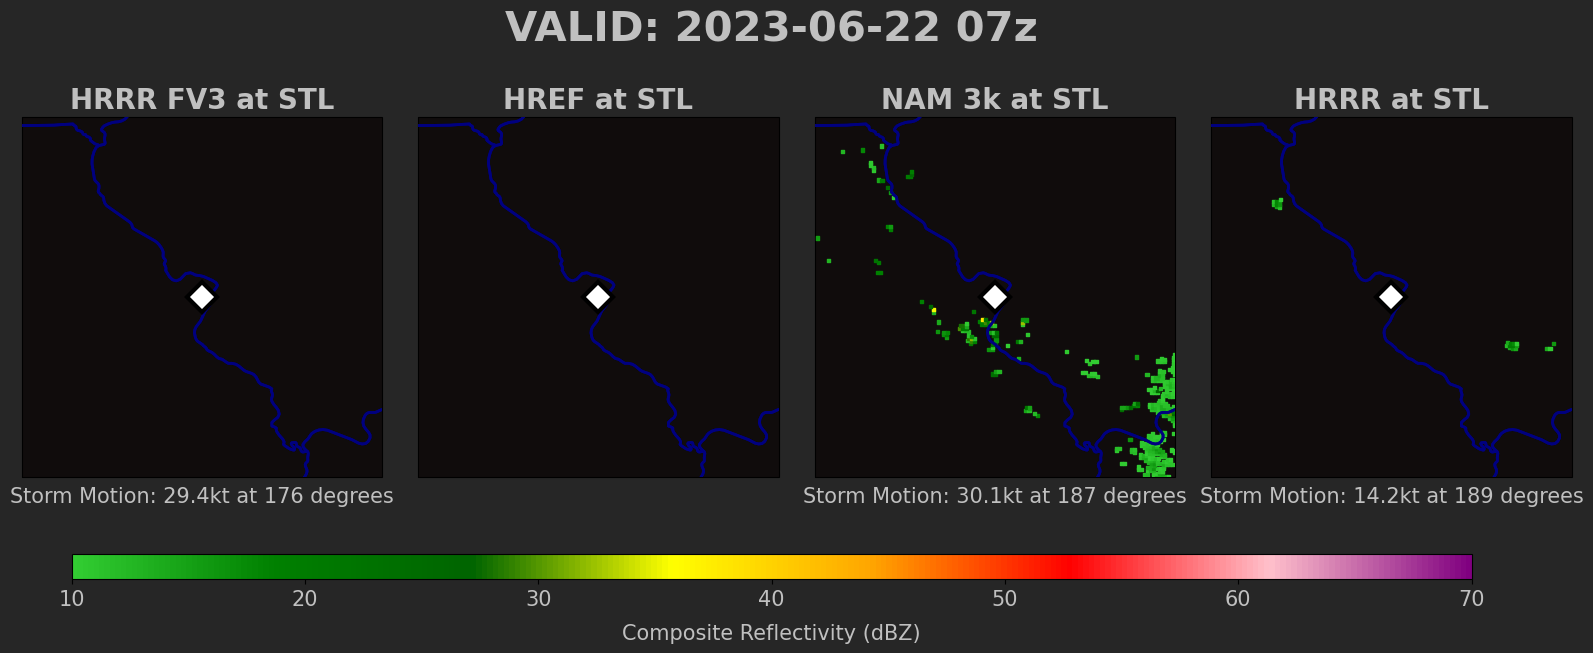 VALID: 2023-06-22 07z
HRRR FV3 at STL
HREF at STL
NAM 3k at STL
HRRR at STL
Storm Motion: 29.4kt at 176 degrees
Storm Motion: 30.1kt at 187 degrees
Storm Motion: 14.2kt at 189 degrees
10 20 30 40 50 60 70
Composite Reflectivity (dBZ)